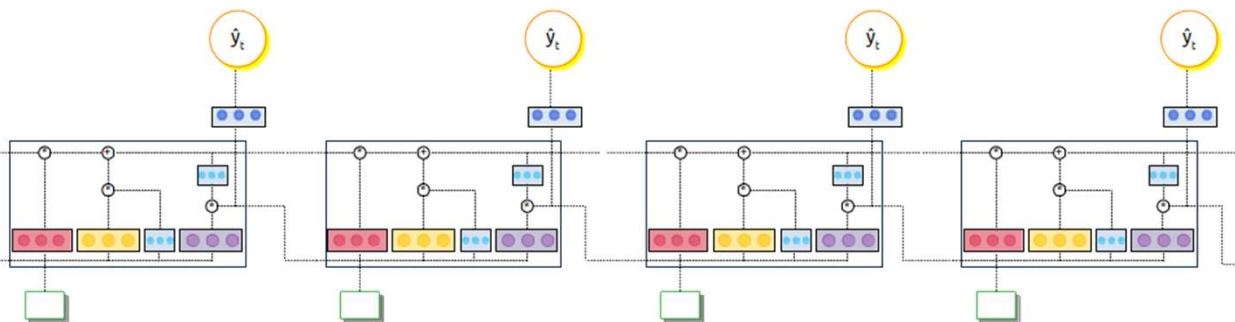 ŷₜ ŷₜ ŷₜ ŷₜ
* + * + * + * +
* * * *
* * * *